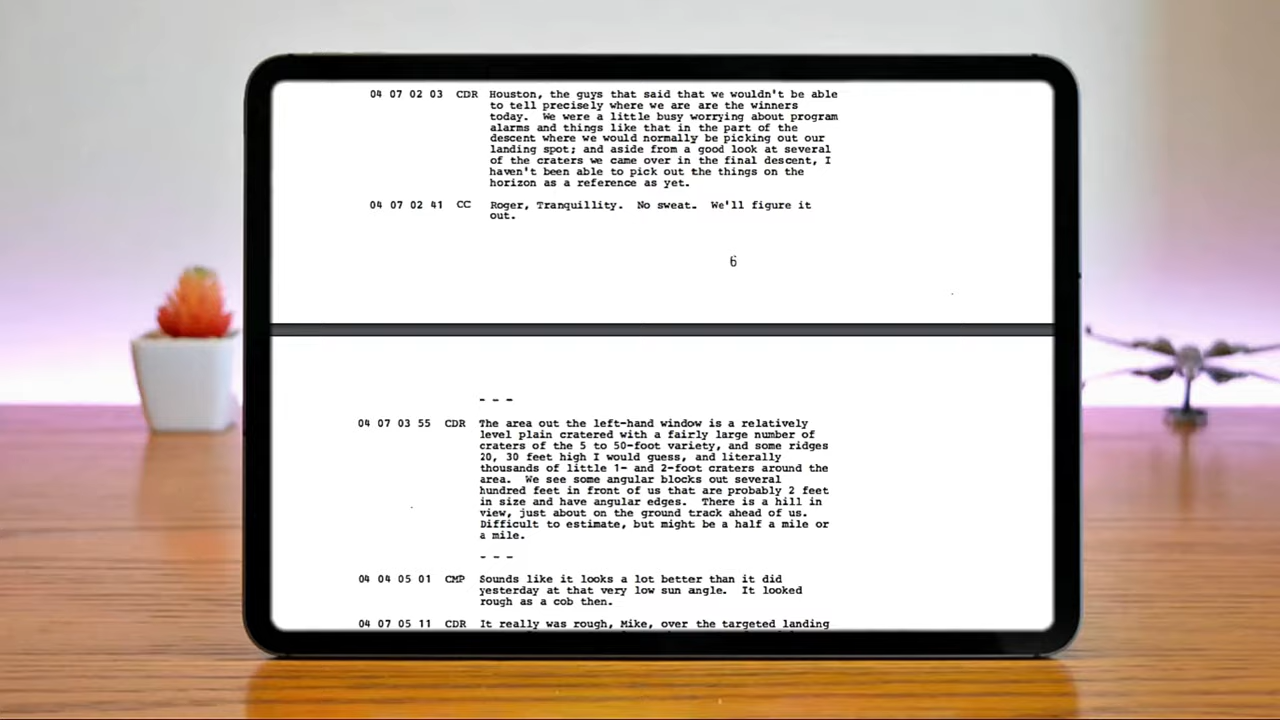 04 07 02 03 CDR Houston, the guys that said that we wouldn't be able
to tell precisely where we are are the winners
today. We were a little busy worrying about program
alarms and things like that in the part of the
descent where we would normally be picking out our
landing spot; and aside from a good look at several
of the craters we came over in the final descent, I
haven't been able to pick out the things on the
horizon as a reference as yet.
04 07 02 41 CC Roger, Tranquillity. No sweat. We'll figure it
out.
6
- - -
04 07 03 55 CDR The area out the left-hand window is a relatively
level plain cratered with a fairly large number of
craters of the 5 to 50-foot variety, and some ridges
20, 30 feet high I would guess, and literally
thousands of little 1- and 2-foot craters around the
area. We see some angular blocks out several
hundred feet in front of us that are probably 2 feet
in size and have angular edges. There is a hill in
view, just about on the ground track ahead of us.
Difficult to estimate, but might be a half a mile or
a mile.
- - -
04 04 05 01 CMP Sounds like it looks a lot better than it did
yesterday at that very low sun angle. It looked
rough as a cob then.
04 07 05 11 CDR It really was rough, Mike, over the targeted landing